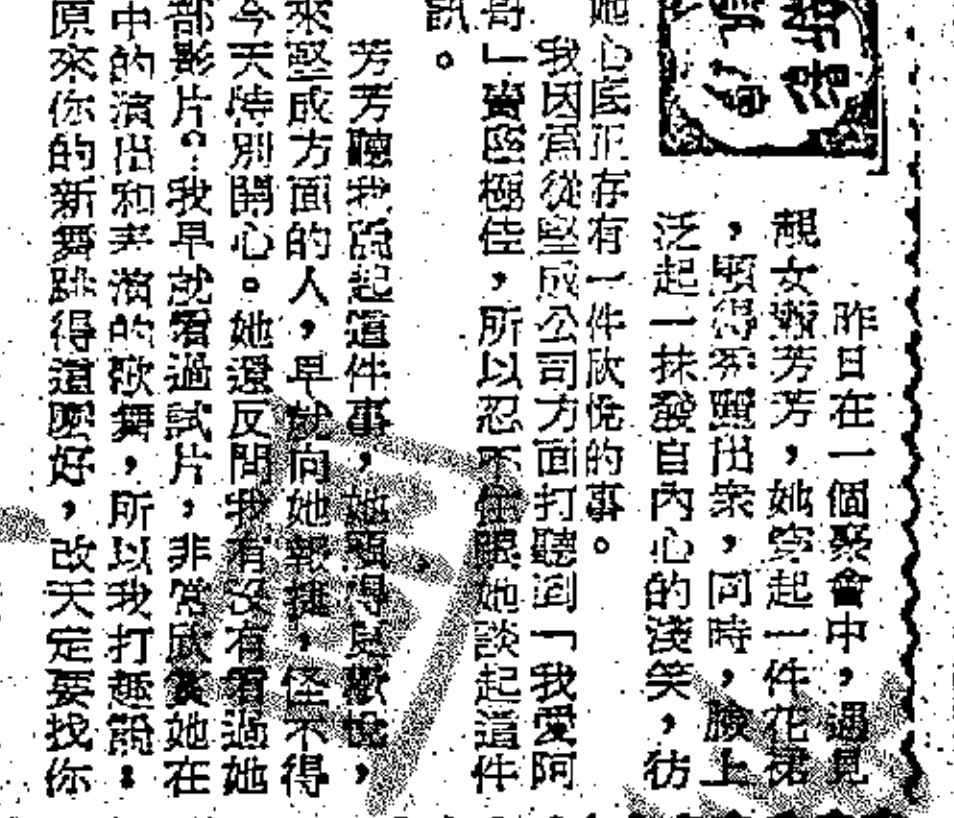 昨日在一個聚會中,遇見
靚女謝芳芳,她穿起一件花裙
,顯得秀麗出眾,同時,臉上
泛起一抹發自內心的淺笑,彷
她心底正存有一件欣悅的事。
我因爲從堅成公司方面打聽到「我愛阿
哥」賣座極佳,所以忍不住跟她談起這件
訊。
芳芳聽我說起這件事,她顯得更歡悅,
來堅成方面的人,早就向她報捷,怪不得
今天特別開心。她還反問我有沒有看過她
部影片?我早就看過試片,非常欣賞她在
中的演出和弄演的歌舞,所以我打趣說:
原來你的新舞跳得這麼好,改天定要找你